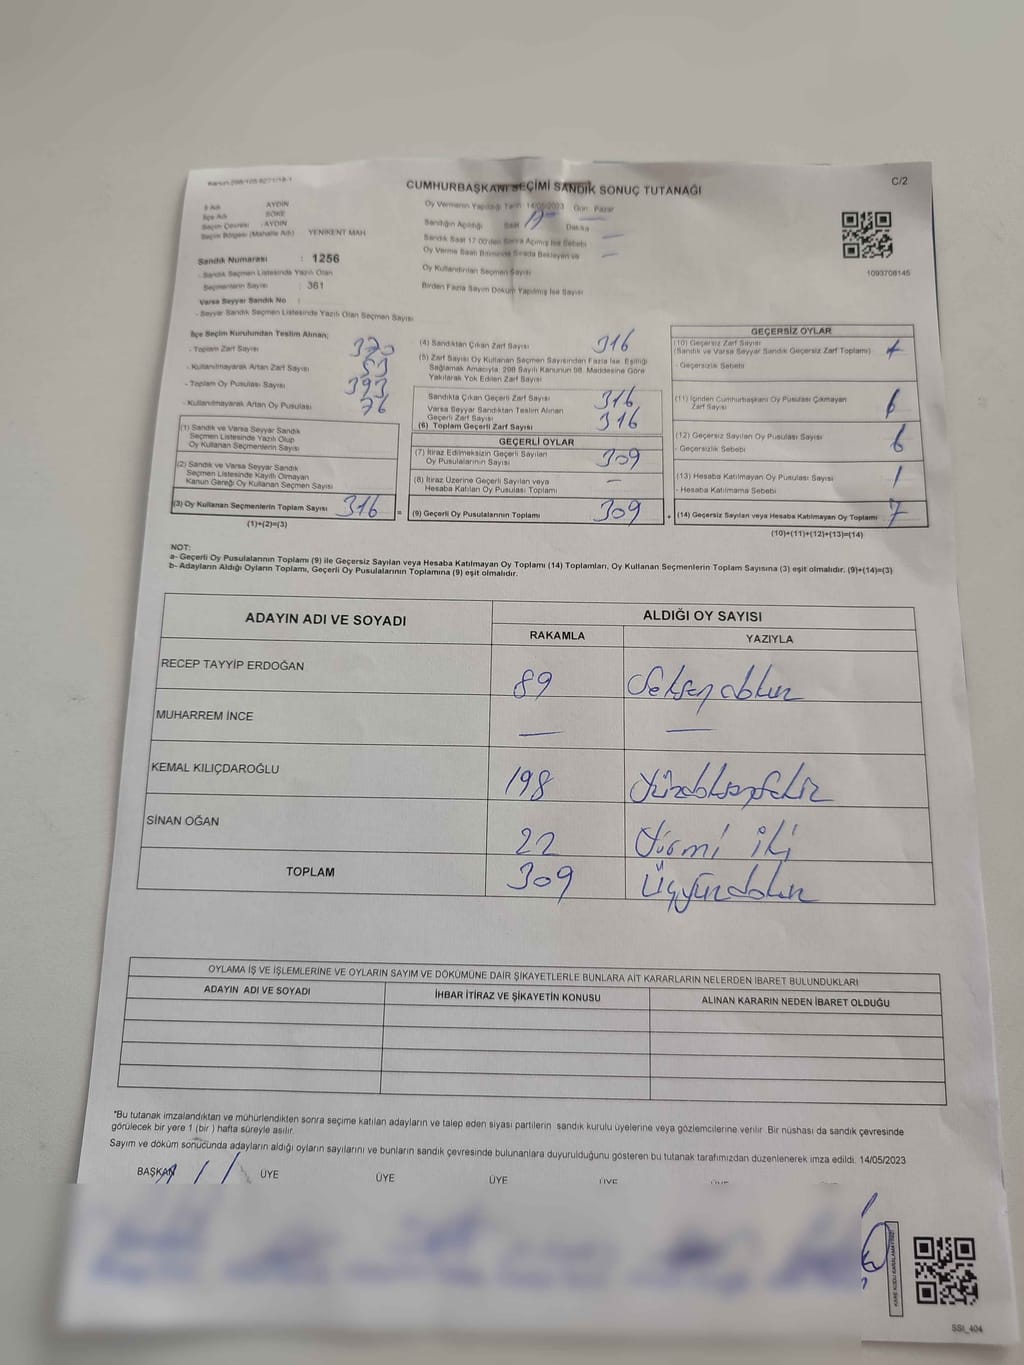 CUMHURBAŞKANI SEÇİMİ SANDIK SONUÇ TUTANAĞI
C/2
İl Adı AYDIN
İlçe Adı SÖKE
Seçim Çevresi : AYDIN
Seçim Bölgesi (Mahalle Adı) YENİKENT MAH
Sandık Numarası : 1256
- Sandık Seçmen Listesinde Yazılı Olan
Seçmenlerin Sayısı : 361
Varsa Seyyar Sandık No :
- Seyyar Sandık Seçmen Listesinde Yazılı Olan Seçmen Sayısı
Oy Vermenin Yapıldığı Tarih 14/05/2023 Gün Pazar
Sandığın Açıldığı Saat Dakika
Sandık Saat 17:00'den Sonra Açılmış İse Sebebi
Oy Verme Saati Bitiminde Sırada Bekleyen ve
Oy Kullandırılan Seçmen Sayısı
Birden Fazla Sayım Döküm Yapılmış İse Sayısı
1093708145
İlçe Seçim Kurulundan Teslim Alınan;
- Toplam Zarf Sayısı 370
- Kullanılmayarak Artan Zarf Sayısı
- Toplam Oy Pusulası Sayısı 393
- Kullanılmayarak Artan Oy Pusulası 76
(1) Sandık ve Varsa Seyyar Sandık
Seçmen Listesinde Yazılı Olup
Oy Kullanan Seçmenlerin Sayısı
(2) Sandık ve Varsa Seyyar Sandık
Seçmen Listesinde Kayıtlı Olmayan
Kanun Gereği Oy Kullanan Seçmen Sayısı
(3) Oy Kullanan Seçmenlerin Toplam Sayısı 316 =
(1)+(2)=(3)
(4) Sandıktan Çıkan Zarf Sayısı 316
(5) Zarf Sayısı Oy Kullanan Seçmen Sayısından Fazla İse, Eşitliği
Sağlamak Amacıyla, 298 Sayılı Kanunun 98. Maddesine Göre
Yakılarak Yok Edilen Zarf Sayısı
Sandıkta Çıkan Geçerli Zarf Sayısı 316
Varsa Seyyar Sandıktan Teslim Alınan
Geçerli Zarf Sayısı
(6) Toplam Geçerli Zarf Sayısı 316
GEÇERLİ OYLAR
(7) İtiraz Edilmeksizin Geçerli Sayılan
Oy Pusulalarının Sayısı 309
(8) İtiraz Üzerine Geçerli Sayılan veya
Hesaba Katılan Oy Pusulası Toplamı —
(9) Geçerli Oy Pusulalarının Toplamı 309 +
GEÇERSİZ OYLAR
(10) Geçersiz Zarf Sayısı
(Sandık ve Varsa Seyyar Sandık Geçersiz Zarf Toplamı)
- Geçersizlik Sebebi
(11) İçinden Cumhurbaşkanı Oy Pusulası Çıkmayan
Zarf Sayısı
(12) Geçersiz Sayılan Oy Pusulası Sayısı 6
- Geçersizlik Sebebi
(13) Hesaba Katılmayan Oy Pusulası Sayısı 1
- Hesaba Katılmama Sebebi
(14) Geçersiz Sayılan veya Hesaba Katılmayan Oy Toplamı 7
(10)+(11)+(12)+(13)=(14)
NOT:
a- Geçerli Oy Pusulalarının Toplamı (9) ile Geçersiz Sayılan veya Hesaba Katılmayan Oy Toplamı (14) Toplamları, Oy Kullanan Seçmenlerin Toplam Sayısına (3) eşit olmalıdır. (9)+(14)=(3)
b- Adayların Aldığı Oyların Toplamı, Geçerli Oy Pusulalarının Toplamına (9) eşit olmalıdır.
ADAYIN ADI VE SOYADI ALDIĞI OY SAYISI
RAKAMLA YAZIYLA
RECEP TAYYİP ERDOĞAN 89 Seksendokuz
MUHARREM İNCE — —
KEMAL KILIÇDAROĞLU 198 Yüzdoksansekiz
SİNAN OĞAN 22 Yirmi iki
TOPLAM 309 Üçyüzdokuz
OYLAMA İŞ VE İŞLEMLERİNE VE OYLARIN SAYIM VE DÖKÜMÜNE DAİR ŞİKAYETLERLE BUNLARA AİT KARARLARIN NELERDEN İBARET BULUNDUKLARI
ADAYIN ADI VE SOYADI İHBAR İTİRAZ VE ŞİKAYETİN KONUSU ALINAN KARARIN NEDEN İBARET OLDUĞU
"Bu tutanak imzalandıktan ve mühürlendikten sonra seçime katılan adayların ve talep eden siyasi partilerin sandık kurulu üyelerine veya gözlemcilerine verilir. Bir nüshası da sandık çevresinde
görülecek bir yere 1 (bir ) hafta süreyle asılır.
Sayım ve döküm sonucunda adayların aldığı oyların sayılarını ve bunların sandık çevresinde bulunanlara duyurulduğunu gösteren bu tutanak tarafımızdan düzenlenerek imza edildi. 14/05/2023
BAŞKAN ÜYE ÜYE ÜYE ÜYE
SSI_404